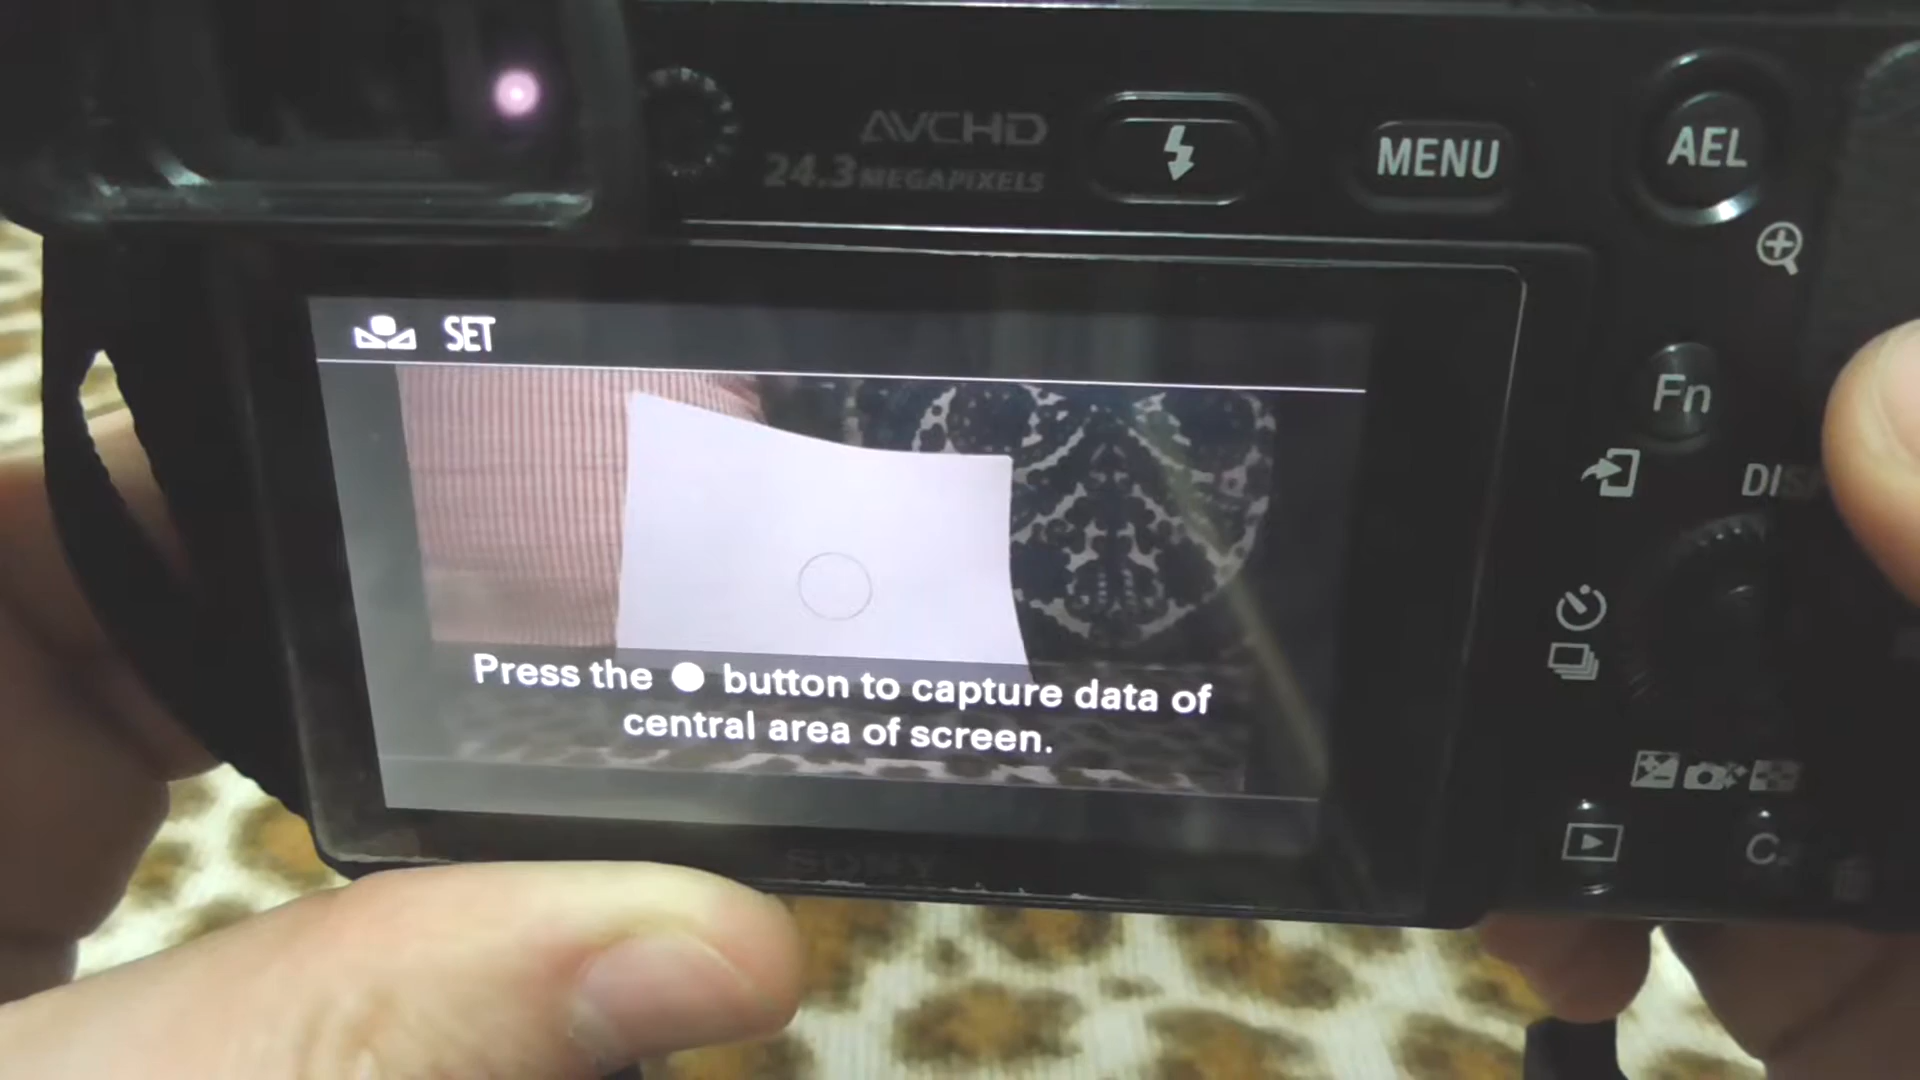 AVCHD
24.3 MEGAPIXELS
MENU
AEL
SET
Fn
Press the button to capture data of
central area of screen.
SONY